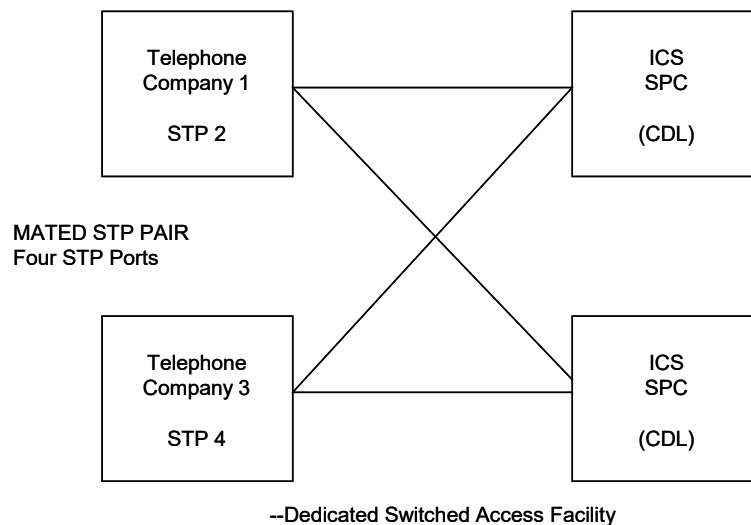 Telephone
Company 1
STP 2
ICS
SPC
(CDL)
MATED STP PAIR
Four STP Ports
Telephone
Company 3
STP 4
ICS
SPC
(CDL)
--Dedicated Switched Access Facility